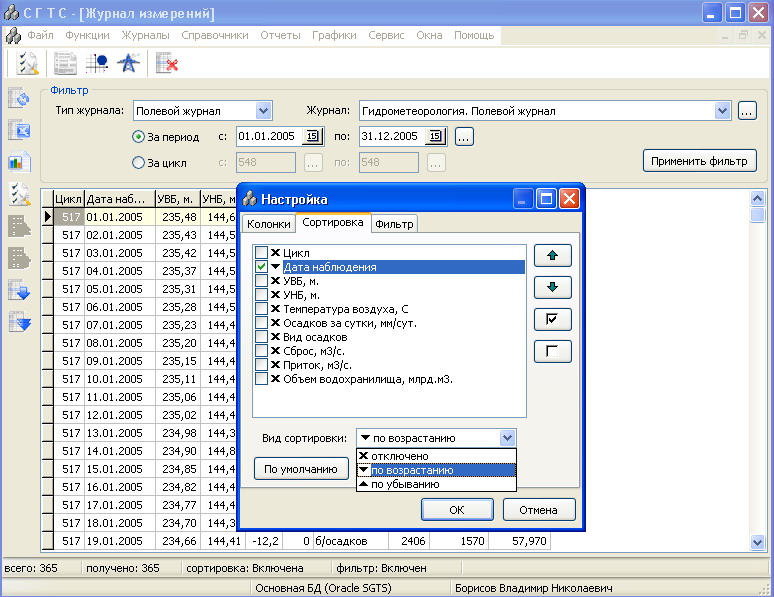 С Г Т С - [Журнал измерений]
Файл Функции Журналы Справочники Отчеты Графики Сервис Окна Помощь
Фильтр
Тип журнала: Полевой журнал Журнал: Гидрометеорология. Полевой журнал ...
За период с: 01.01.2005 15 по: 31.12.2005 15 ...
За цикл с: 548 ... по: 548 ... Применить фильтр
Цикл Дата наб... УВБ, м. УНБ, м
517 01.01.2005 235,48 144,6
517 02.01.2005 235,43 144,5
517 03.01.2005 235,42 144,5
517 04.01.2005 235,37 144,5
517 05.01.2005 235,31 144,5
517 06.01.2005 235,28 144,5
517 07.01.2005 235,23 144,4
517 08.01.2005 235,20 144,4
517 09.01.2005 235,15 144,4
517 10.01.2005 235,11 144,4
517 11.01.2005 235,06 144,4
517 12.01.2005 235,02 144,4
517 13.01.2005 234,98 144,3
517 14.01.2005 234,90 144,8
517 15.01.2005 234,85 144,4
517 16.01.2005 234,82 144,4
517 17.01.2005 234,77 144,4
517 18.01.2005 234,70 144,3
517 19.01.2005 234,66 144,41 -12,2 0 б/осадков 2406 1570 57,970
Настройка
Колонки Сортировка Фильтр
Цикл
Дата наблюдения
УВБ, м.
УНБ, м.
Температура воздуха, С
Осадков за сутки, мм/сут.
Вид осадков
Сброс, м3/с.
Приток, м3/с.
Объем водохранилища, млрд.м3.
Вид сортировки: по возрастанию
отключено
по возрастанию
по убыванию
По умолчанию
ОК Отмена
всего: 365 получено: 365 сортировка: Включена фильтр: Включен
Основная БД (Oracle SGTS) Борисов Владимир Николаевич